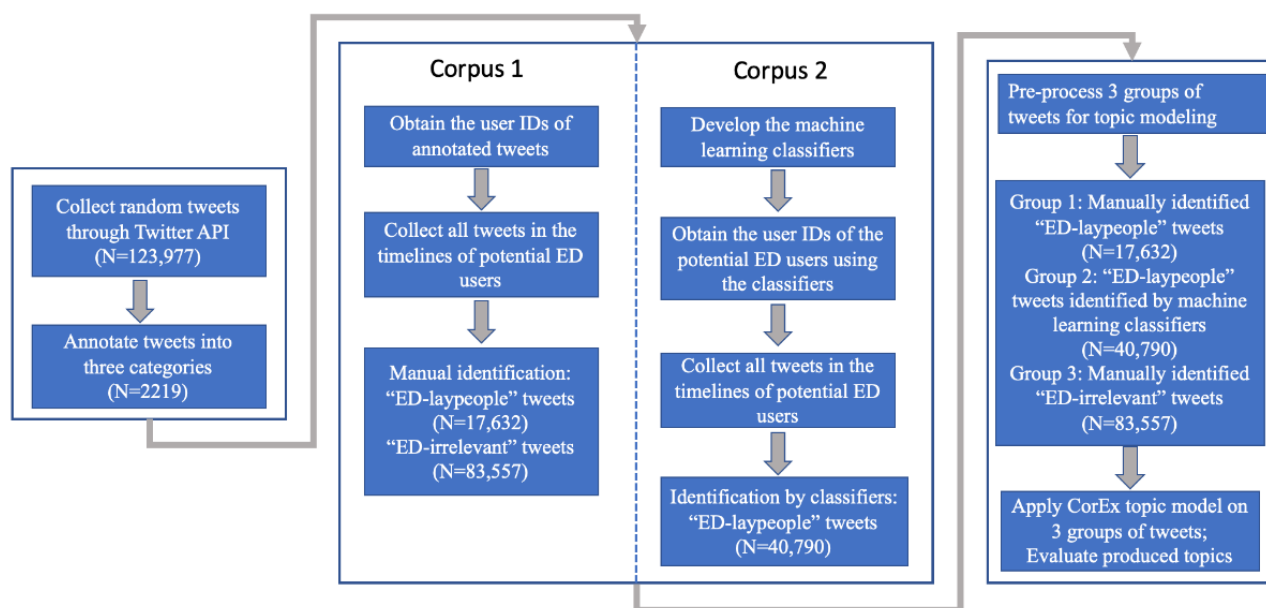 Collect random tweets
through Twitter API
(N=123,977)
Annotate tweets into
three categories
(N=2219)
Corpus 1
Obtain the user IDs of
annotated tweets
Collect all tweets in the
timelines of potential ED
users
Manual identification:
“ED-laypeople” tweets
(N=17,632)
“ED-irrelevant” tweets
(N=83,557)
Corpus 2
Develop the machine
learning classifiers
Obtain the user IDs of the
potential ED users using
the classifiers
Collect all tweets in the
timelines of potential ED
users
Identification by classifiers:
“ED-laypeople” tweets
(N=40,790)
Pre-process 3 groups of
tweets for topic modeling
Group 1: Manually identified
“ED-laypeople” tweets
(N=17,632)
Group 2: “ED-laypeople”
tweets identified by machine
learning classifiers
(N=40,790)
Group 3: Manually identified
“ED-irrelevant” tweets
(N=83,557)
Apply CorEx topic model on
3 groups of tweets;
Evaluate produced topics